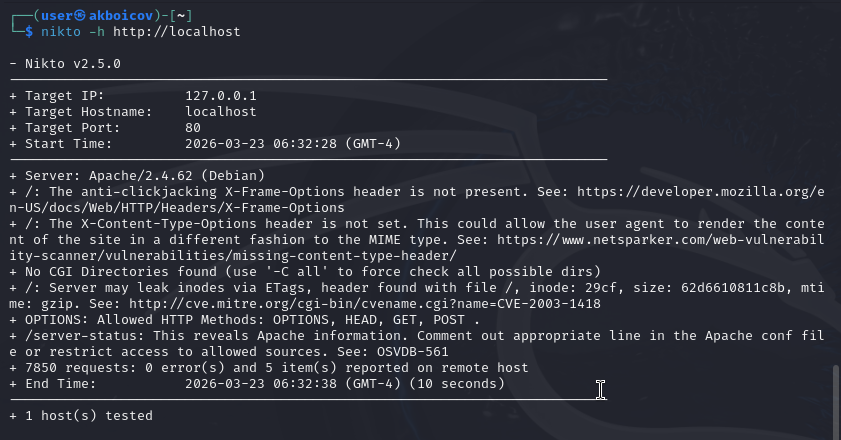 ┌──(user㉿akboicov)-[~]
└─$ nikto -h http://localhost
- Nikto v2.5.0
+ Target IP: 127.0.0.1
+ Target Hostname: localhost
+ Target Port: 80
+ Start Time: 2026-03-23 06:32:28 (GMT-4)
+ Server: Apache/2.4.62 (Debian)
+ /: The anti-clickjacking X-Frame-Options header is not present. See: https://developer.mozilla.org/e
n-US/docs/Web/HTTP/Headers/X-Frame-Options
+ /: The X-Content-Type-Options header is not set. This could allow the user agent to render the conte
nt of the site in a different fashion to the MIME type. See: https://www.netsparker.com/web-vulnerabil
ity-scanner/vulnerabilities/missing-content-type-header/
+ No CGI Directories found (use '-C all' to force check all possible dirs)
+ /: Server may leak inodes via ETags, header found with file /, inode: 29cf, size: 62d6610811c8b, mti
me: gzip. See: http://cve.mitre.org/cgi-bin/cvename.cgi?name=CVE-2003-1418
+ OPTIONS: Allowed HTTP Methods: OPTIONS, HEAD, GET, POST .
+ /server-status: This reveals Apache information. Comment out appropriate line in the Apache conf fil
e or restrict access to allowed sources. See: OSVDB-561
+ 7850 requests: 0 error(s) and 5 item(s) reported on remote host
+ End Time: 2026-03-23 06:32:38 (GMT-4) (10 seconds)
+ 1 host(s) tested